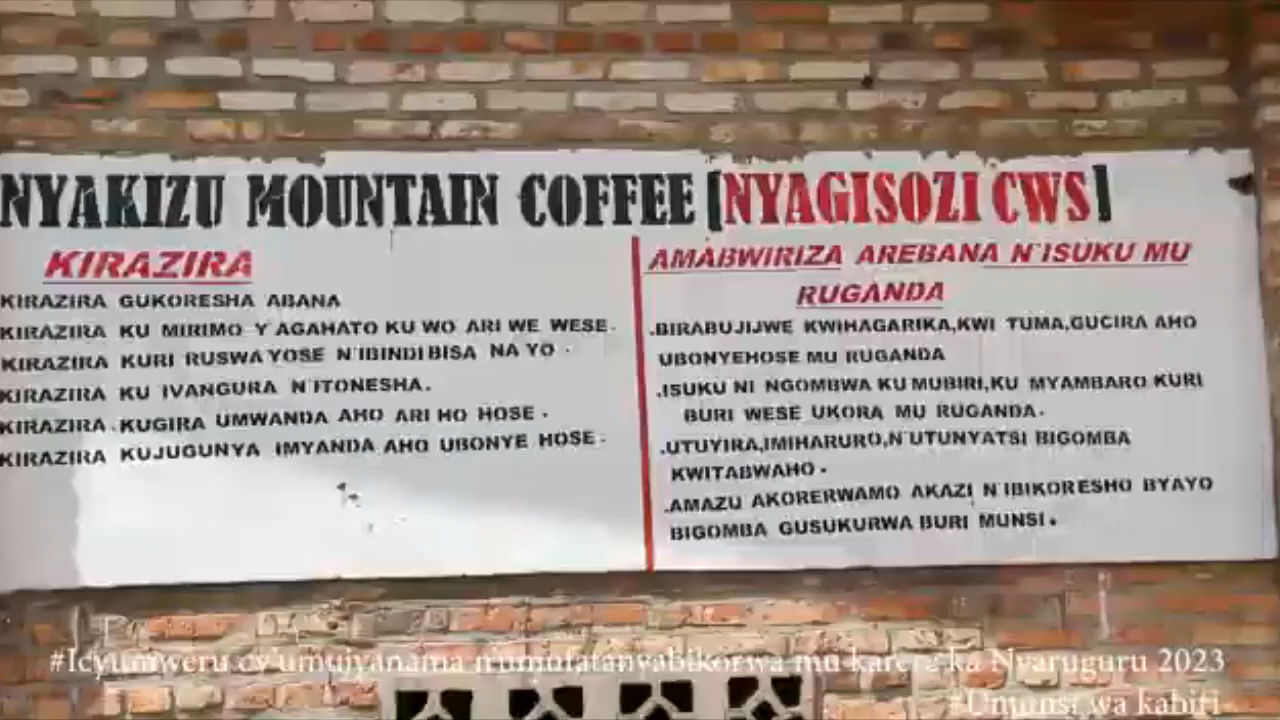 NYAKIZU MOUNTAIN COFFEE [NYAGISOZI CWS]
KIRAZIRA
KIRAZIRA GUKORESHA ABANA
KIRAZIRA KU MIRIMO Y'AGAHATO KU WO ARI WE WESE.
KIRAZIRA KURI RUSWA YOSE N'IBINDI BISA NA YO.
KIRAZIRA KU IVANGURA N'ITONESHA.
KIRAZIRA .KUGIRA UMWANDA AHO ARI HO HOSE.
KIRAZIRA KUJUGUNYA IMYANDA AHO UBONYE HOSE.
AMABWIRIZA AREBANA N'ISUKU MU
RUGANDA
.BIRABUJIJWE KWIHAGARIKA,KWI TUMA,GUCIRA AHO
UBONYEHOSE MU RUGANDA
.ISUKU NI NGOMBWA KU MUBIRI,KU MYAMBARO KURI
BURI WESE UKORA MU RUGANDA.
.UTUYIRA,IMIHARURO,N'UTUNYATSI BIGOMBA
KWITABWAHO.
.AMAZU AKORERWAMO AKAZI N'IBIKORESHO BYAYO
BIGOMBA GUSUKURWA BURI MUNSI.
#Icyumweru cy'umujyanama n'umufatanyabikorwa mu karere ka Nyaruguru 2023
#Umunsi wa kabiri